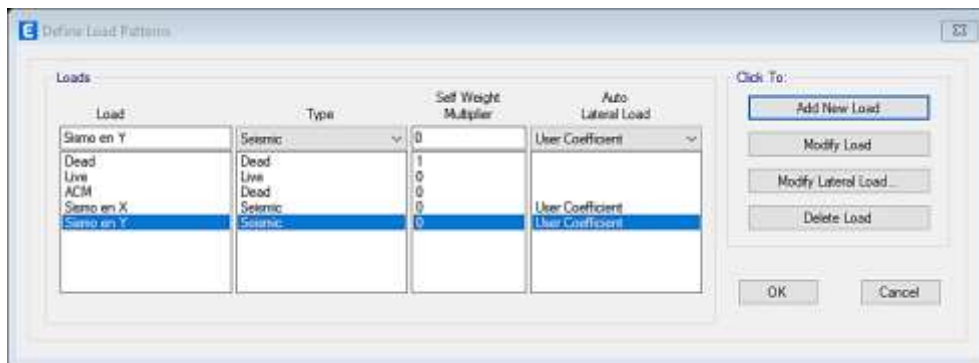 E Define Load Patterns
Loads
Click To:
Load Type Self Weight Multiplier Auto Lateral Load
Sismo en Y Seismic 0 User Coefficient
Dead Dead 1
Live Live 0
ACM Dead 0
Sismo en X Seismic 0 User Coefficient
Sismo en Y Seismic 0 User Coefficient
Add New Load
Modify Load
Modify Lateral Load...
Delete Load
OK Cancel